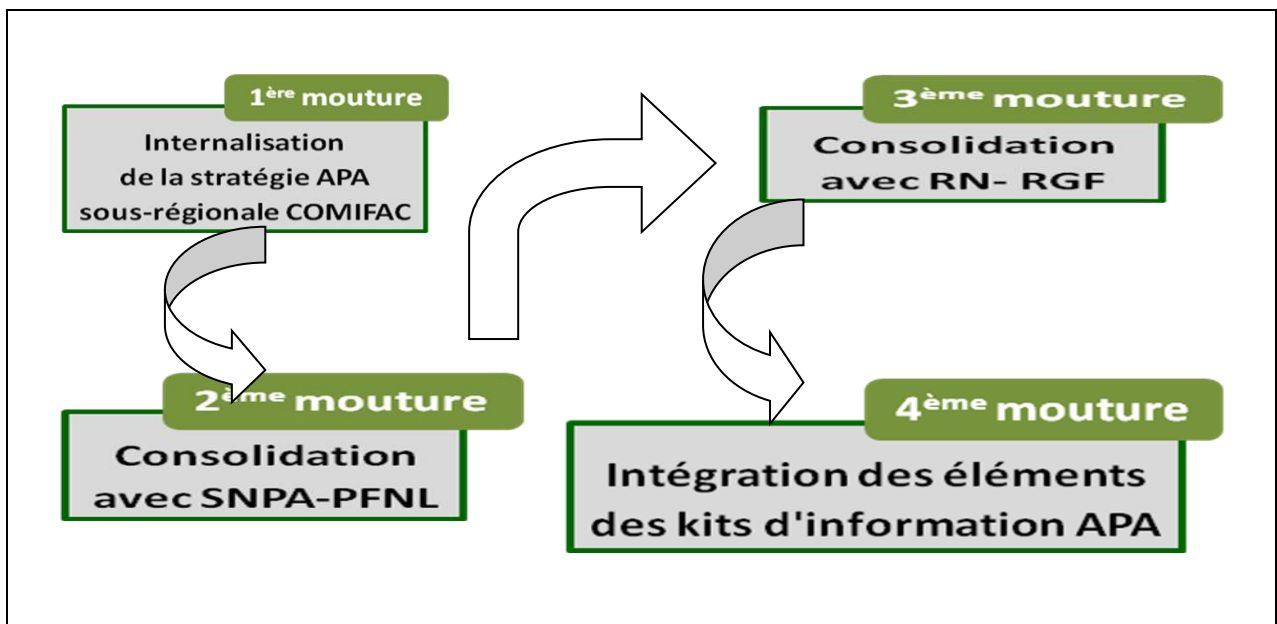 1ère mouture
Internalisation
de la stratégie APA
sous-régionale COMIFAC
2ème mouture
Consolidation
avec SNPA-PFNL
3ème mouture
Consolidation
avec RN- RGF
4ème mouture
Intégration des éléments
des kits d'information APA